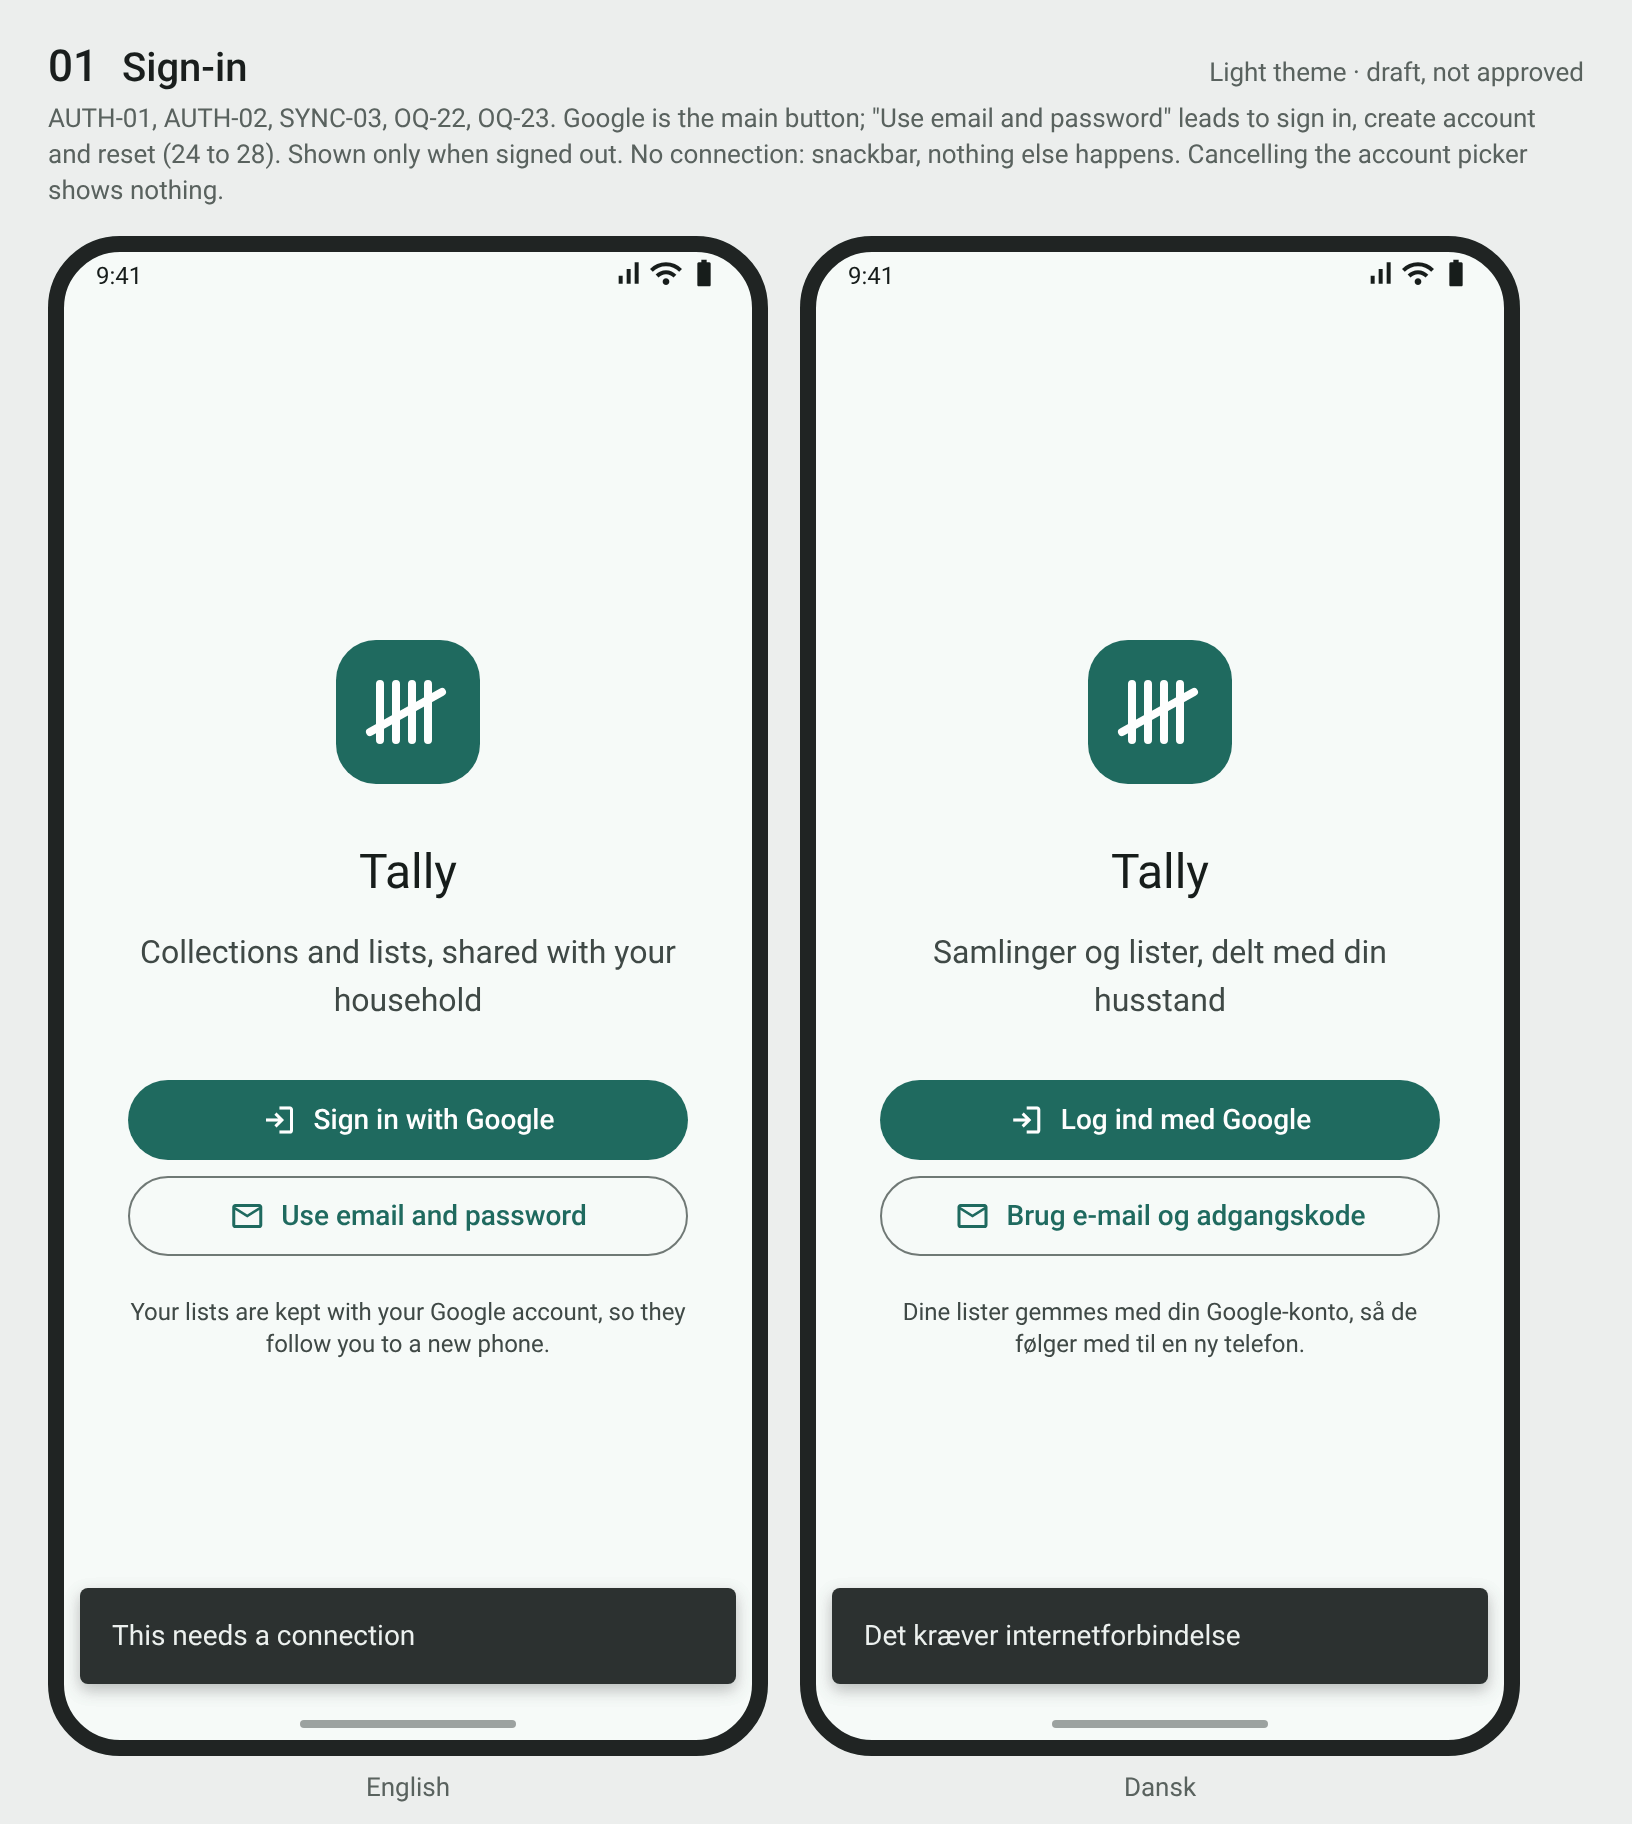 01 Sign-in
Light theme · draft, not approved
AUTH-01, AUTH-02, SYNC-03, OQ-22, OQ-23. Google is the main button; "Use email and password" leads to sign in, create account
and reset (24 to 28). Shown only when signed out. No connection: snackbar, nothing else happens. Cancelling the account picker
shows nothing.
9:41
Tally
Collections and lists, shared with your
household
Sign in with Google
Use email and password
Your lists are kept with your Google account, so they
follow you to a new phone.
This needs a connection
English
9:41
Tally
Samlinger og lister, delt med din
husstand
Log ind med Google
Brug e-mail og adgangskode
Dine lister gemmes med din Google-konto, så de
følger med til en ny telefon.
Det kræver internetforbindelse
Dansk